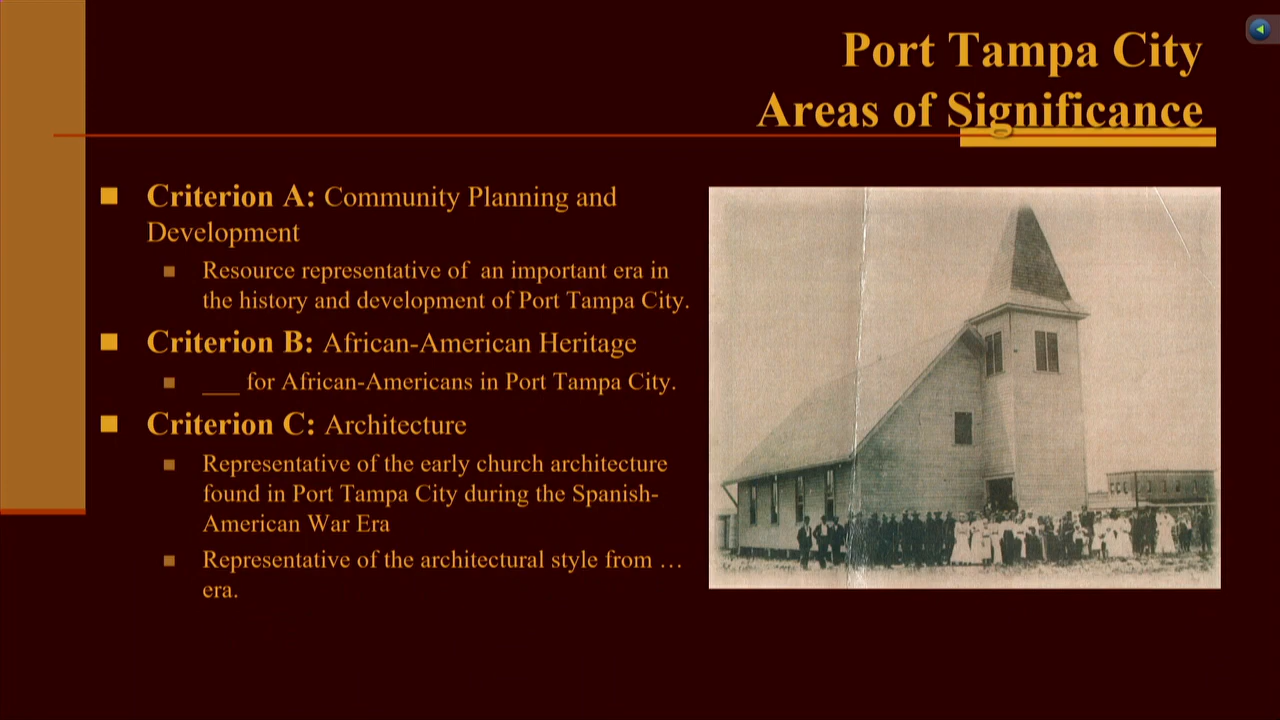 Port Tampa City
Areas of Significance
Criterion A: Community Planning and
Development
Resource representative of an important era in
the history and development of Port Tampa City.
Criterion B: African-American Heritage
___ for African-Americans in Port Tampa City.
Criterion C: Architecture
Representative of the early church architecture
found in Port Tampa City during the Spanish-
American War Era
Representative of the architectural style from …
era.